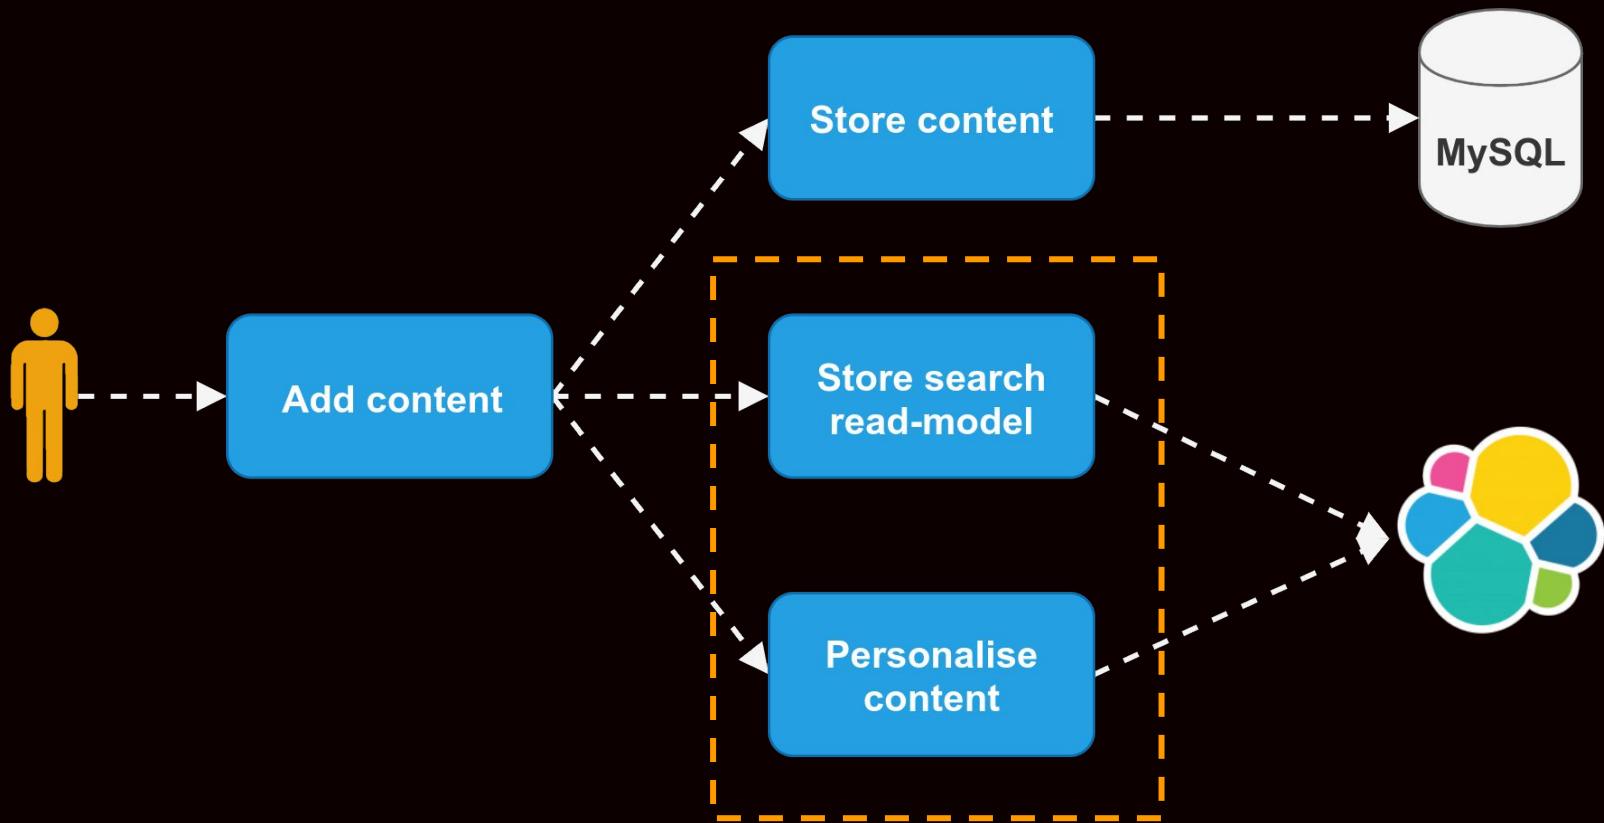 Store content
MySQL
Add content
Store search
read-model
Personalise
content